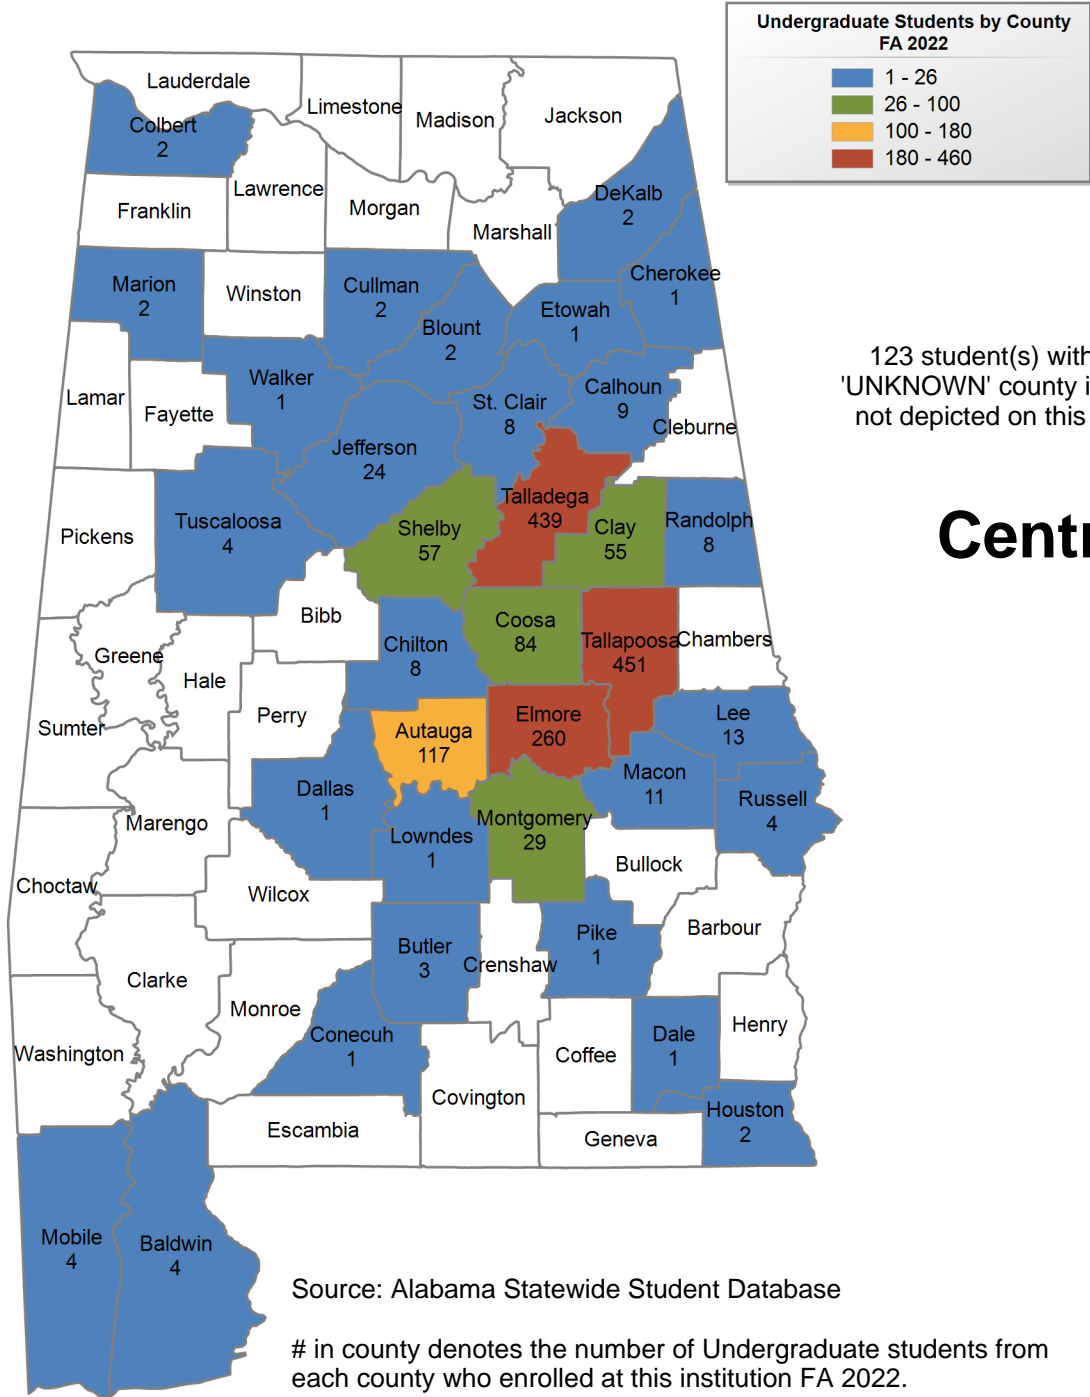 Undergraduate Students by County
FA 2022
1 - 26
26 - 100
100 - 180
180 - 460
Lauderdale
Limestone
Madison
Jackson
Colbert
2
Lawrence
Franklin
Morgan
Marshall
DeKalb
2
Cherokee
1
Marion
2
Winston
Cullman
2
Blount
2
Etowah
1
123 student(s) with
'UNKNOWN' county i
not depicted on this
Lamar
Fayette
Walker
1
St. Clair
8
Calhoun
9
Cleburne
Jefferson
24
Talladega
439
Pickens
Tuscaloosa
4
Shelby
57
Clay
55
Randolph
8
Centr
Bibb
Greene
Hale
Chilton
8
Coosa
84
Tallapoosa
451
Chambers
Sumter
Perry
Autauga
117
Elmore
260
Lee
13
Dallas
1
Macon
11
Russell
4
Marengo
Lowndes
1
Montgomery
29
Bullock
Choctaw
Wilcox
Butler
3
Crenshaw
Pike
1
Barbour
Clarke
Monroe
Conecuh
1
Washington
Coffee
Dale
1
Henry
Covington
Escambia
Geneva
Houston
2
Mobile
4
Baldwin
4
Source: Alabama Statewide Student Database
# in county denotes the number of Undergraduate students from
each county who enrolled at this institution FA 2022.